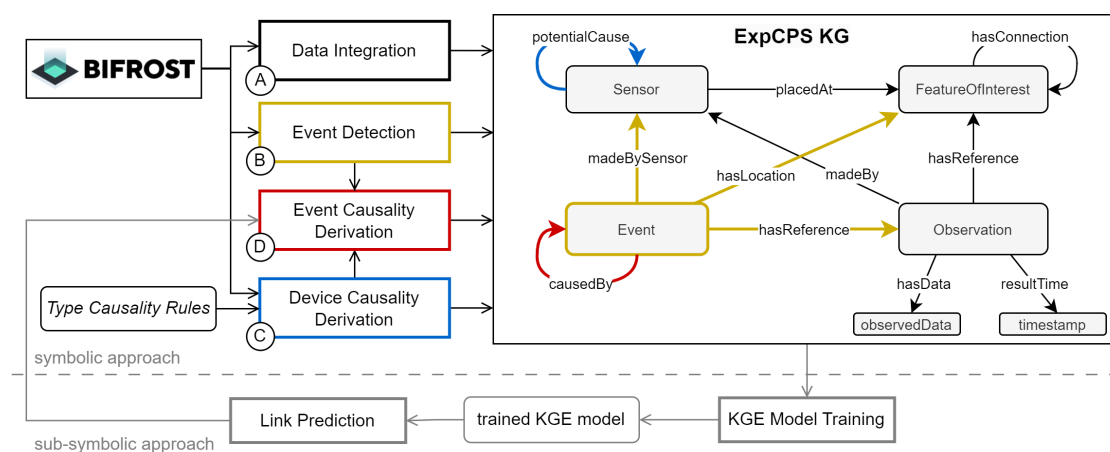 BIFROST
Data Integration
A
Event Detection
B
Event Causality
Derivation
D
Type Causality Rules
Device Causality
Derivation
C
symbolic approach
ExpCPS KG
potentialCause
hasConnection
Sensor
placedAt
FeatureOfInterest
madeBySensor
hasLocation
madeBy
hasReference
Event
hasReference
Observation
causedBy
hasData
resultTime
observedData
timestamp
Link Prediction
trained KGE model
KGE Model Training
sub-symbolic approach